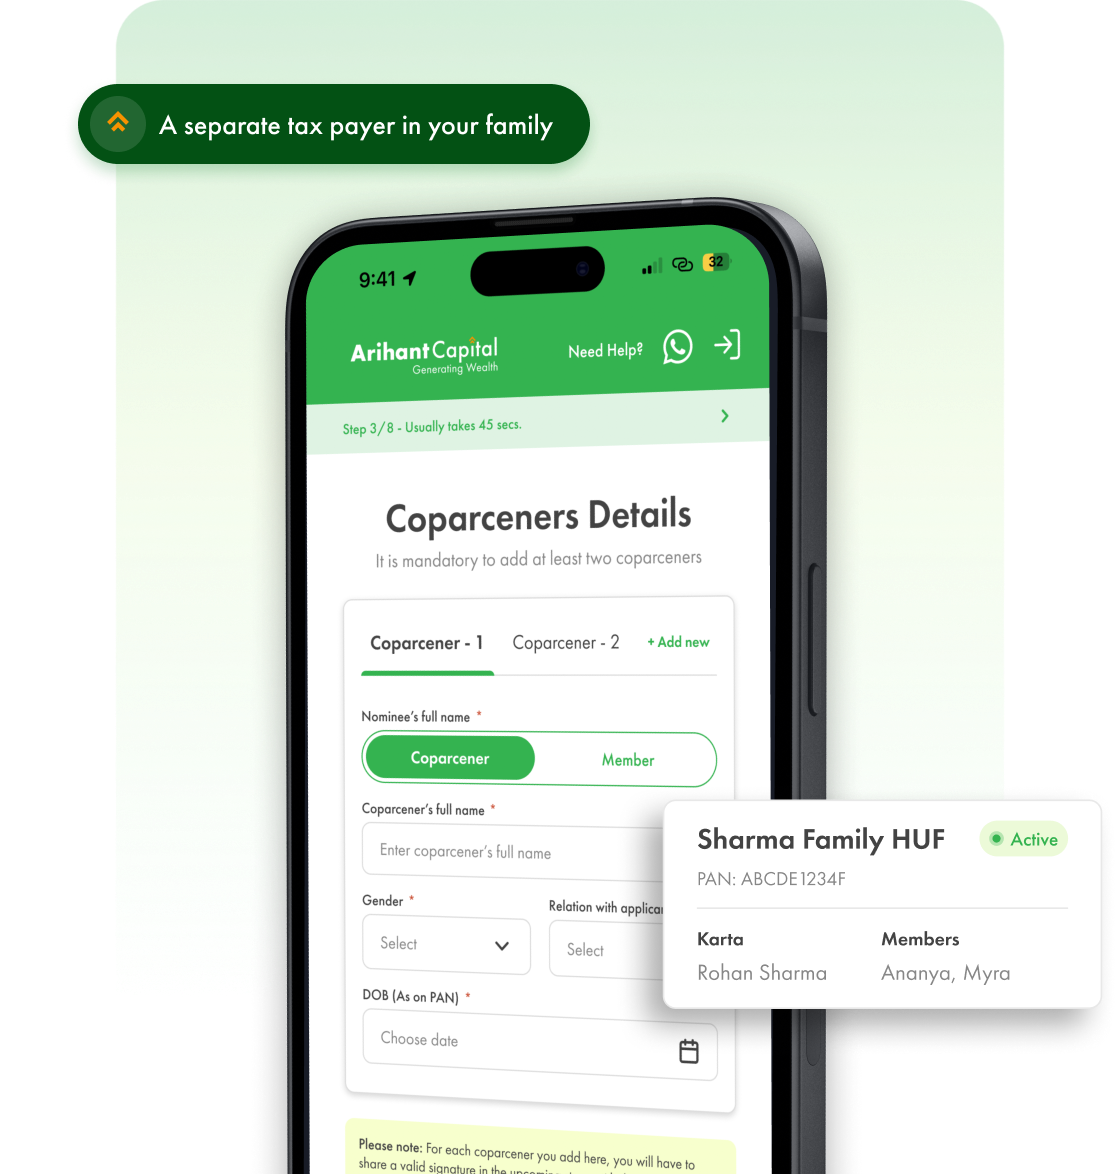 A separate tax payer in your family
9:41
32
Arihant Capital
Generating Wealth
Need Help?
Step 3/8 - Usually takes 45 secs.
Coparceners Details
It is mandatory to add at least two coparceners
Coparcener - 1
Coparcener - 2
+ Add new
Nominee's full name *
Coparcener
Member
Coparcener's full name *
Enter coparcener's full name
Gender *
Relation with
Select
Select
DOB (As on PAN) *
Choose date
Sharma Family HUF
Active
PAN: ABCDE1234F
Karta
Members
Rohan Sharma
Ananya, Myra
Please note: For each coparcener you add here, you will have to
share a valid signature in the